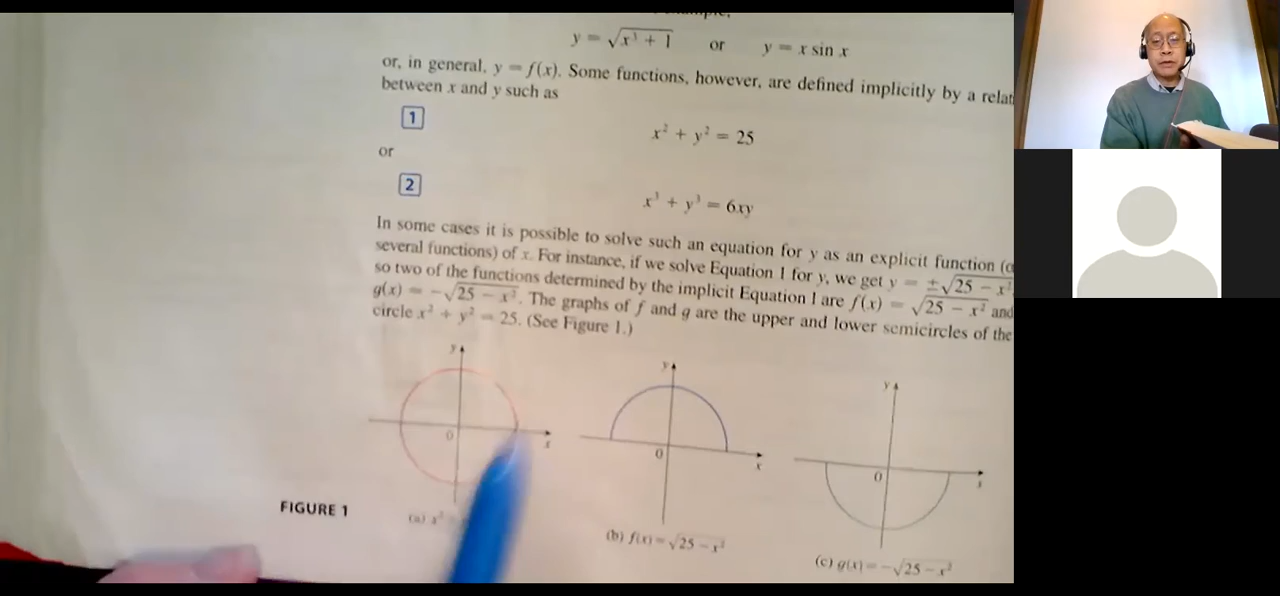 y = √x³ + 1 or y = x sin x
or, in general, y = f(x). Some functions, however, are defined implicitly by a
between x and y such as
1
x² + y² = 25
or
2
x³ + y³ = 6xy
In some cases it is possible to solve such an equation for y as an explicit function
several functions) of x. For instance, if we solve Equation 1 for y, we get y = ±√25 − x²
so two of the functions determined by the implicit Equation 1 are f(x) = √25 − x² and
g(x) = −√25 − x². The graphs of f and g are the upper and lower semicircles of the
circle x² + y² = 25. (See Figure 1.)
y
0
x
y
0
x
y
0
x
FIGURE 1
(a) x²
(b) f(x) = √25 − x²
(c) g(x) = −√25 − x²